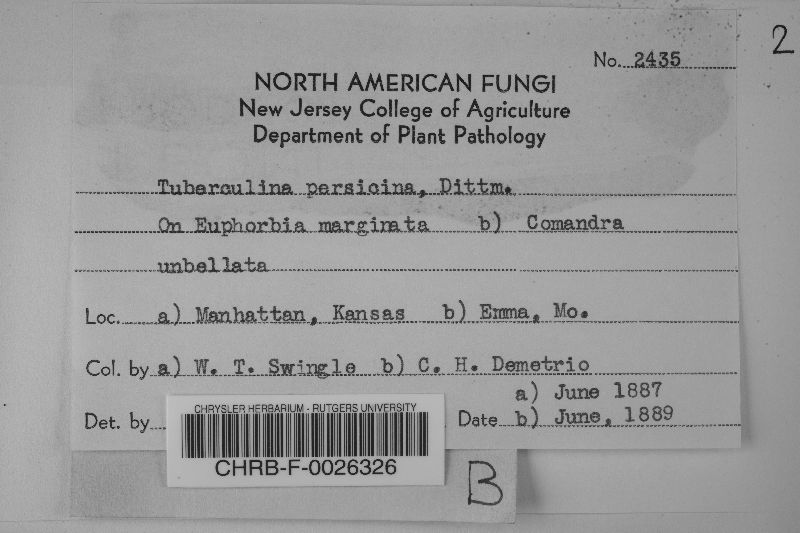 2
No. 2435
NORTH AMERICAN FUNGI
New Jersey College of Agriculture
Department of Plant Pathology
Tuberculina persicina, Dittm.
On Euphorbia marginata b) Comandra
unbellata
Loc. a) Manhattan, Kansas b) Emma, Mo.
Col. by a) W. T. Swingle b) C. H. Demetrio
a) June 1887
Det. by Date b) June, 1889
CHRYSLER HERBARIUM - RUTGERS UNIVERSITY
CHRB-F-0026326
B